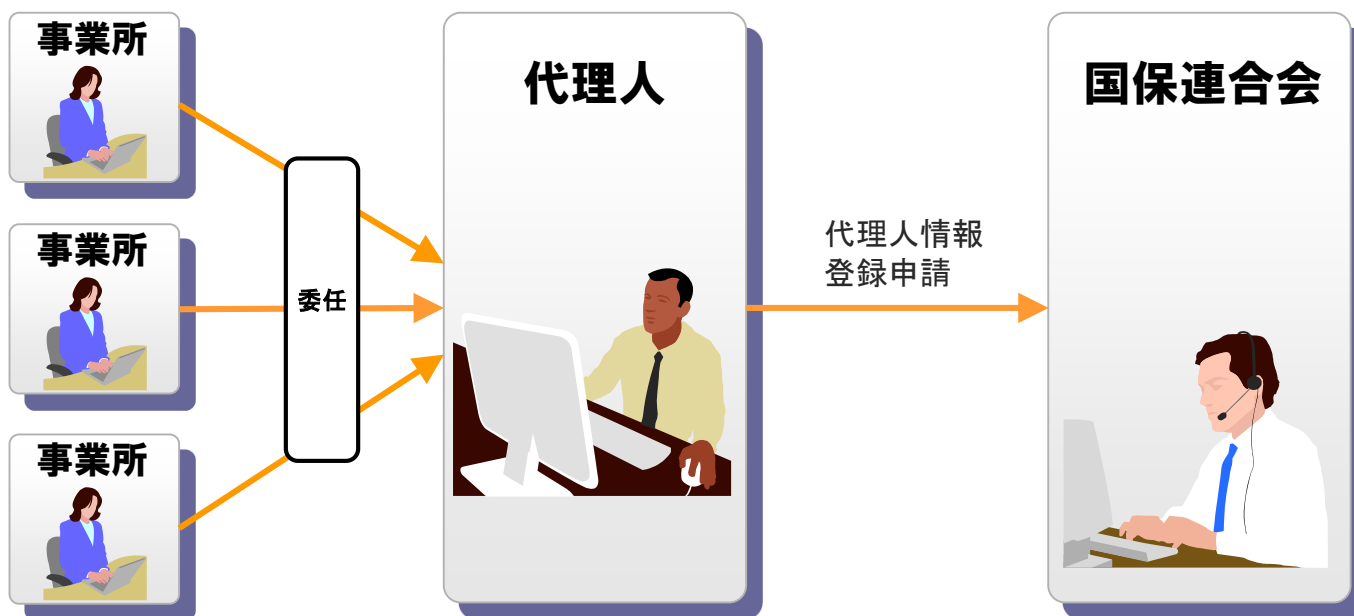 事業所
事業所
事業所
委任
代理人
代理人情報
登録申請
国保連合会